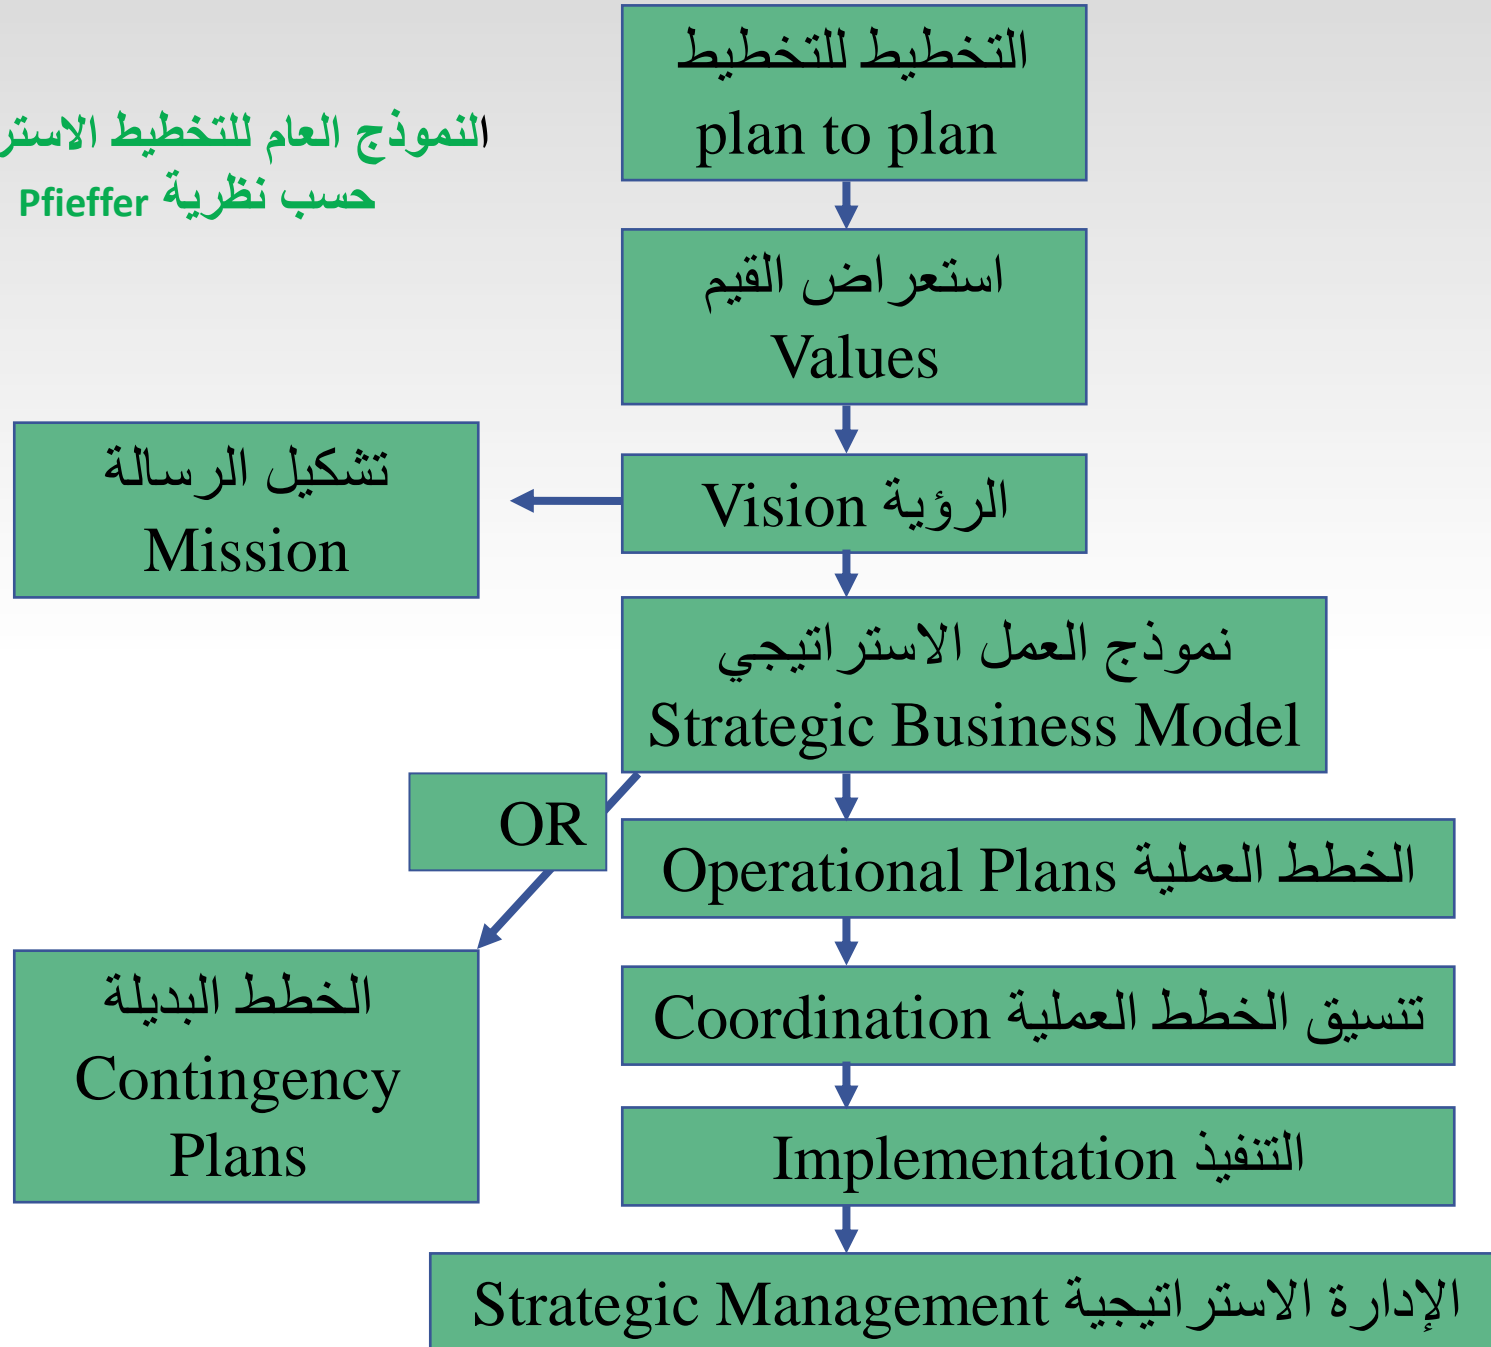 التخطيط للتخطيط
plan to plan
النموذج العام للتخطيط
حسب نظرية Pfieffer
استعراض القيم
Values
تشكيل الرسالة
Mission
الرؤية Vision
نموذج العمل الاستراتيجي
Strategic Business Model
OR
الخطط العملية Operational Plans
الخطط البديلة
Contingency
Plans
تنسيق الخطط العملية Coordination
التنفيذ Implementation
الإدارة الاستراتيجية Strategic Management